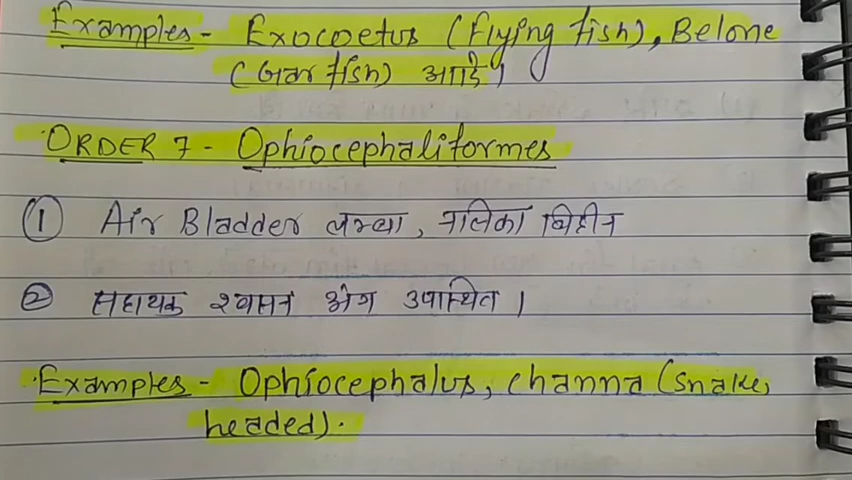 Examples - Exocoetus (Flying fish), Belone
(Gar fish) आदि।
ORDER 7 - Ophiocephaliformes
① Air Bladder लम्बा, नलिका विहीन
② सहायक श्वसन अंग उपस्थित।
Examples - Ophiocephalus, Channa (Snake,
headed).